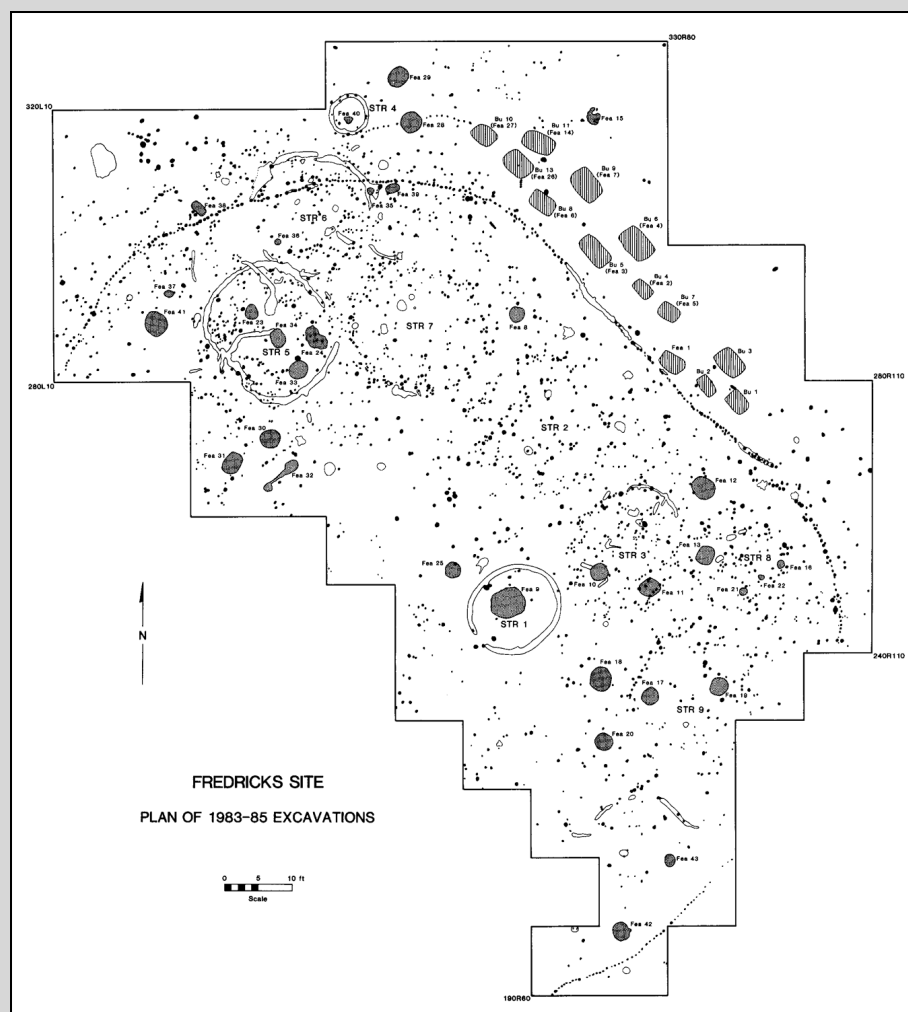 330R80
Fea 29
320L10
STR 4
Fea 40
Fea 28
Bu 10
(Fea 27)
Bu 11
(Fea 14)
Fea 15
Bu 13
(Fea 26)
Bu 9
(Fea 7)
Fea 35
Fea 39
Bu 8
(Fea 6)
Fea 38
STR 6
Bu 6
(Fea 4)
Fea 36
Bu 5
(Fea 3)
Bu 4
(Fea 2)
Fea 37
Fea 41
Fea 23
Fea 34
STR 7
Fea 8
Bu 7
(Fea 5)
STR 5
Fea 24
Fea 1
Bu 3
Fea 33
Bu 2
280L10
280R110
Bu 1
STR 2
Fea 30
Fea 31
Fea 32
Fea 12
Fea 13
STR 3
STR 8
Fea 16
Fea 25
Fea 10
Fea 22
Fea 9
Fea 11
Fea 21
STR 1
240R110
Fea 18
Fea 17
Fea 19
STR 9
Fea 20
N
FREDRICKS SITE
PLAN OF 1983-85 EXCAVATIONS
0 5 10 ft
Scale
Fea 43
Fea 42
190R60